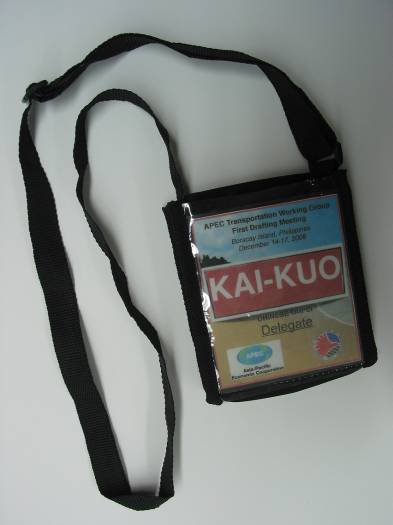 APEC Transportation Working Group
First Drafting Meeting
Boracay Island, Philippines
December 14-17, 2006
KAI-KUO
Delegate
APEC
Asia-Pacific
Economic Cooperation